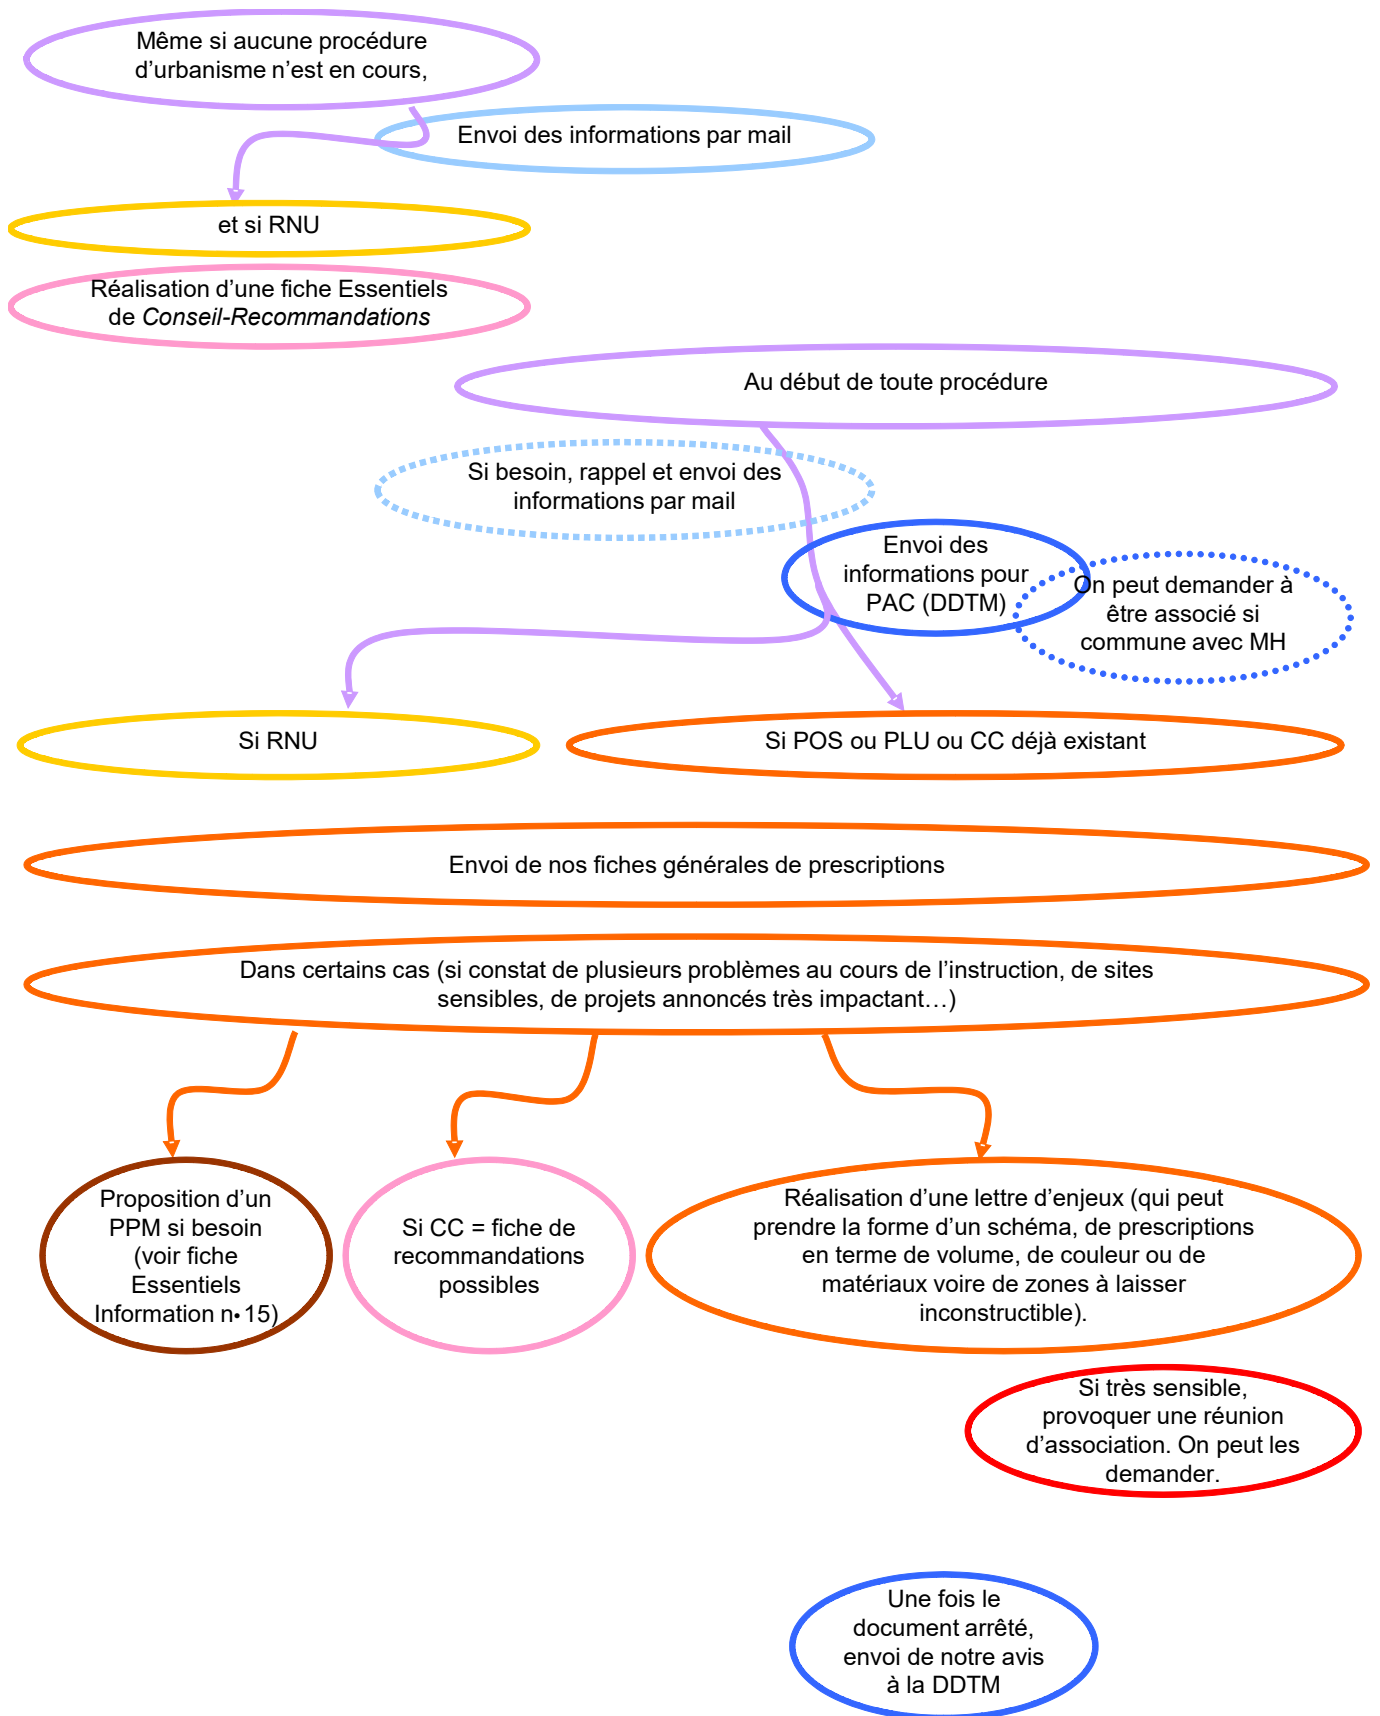 Même si aucune procédure
d’urbanisme n’est en cours,
Envoi des informations par mail
et si RNU
Réalisation d’une fiche Essentiels
de Conseil-Recommandations
Au début de toute procédure
Si besoin, rappel et envoi des
informations par mail
Envoi des
informations pour
PAC (DDTM)
On peut demander à
être associé si
commune avec MH
Si RNU
Si POS ou PLU ou CC déjà existant
Envoi de nos fiches générales de prescriptions
Dans certains cas (si constat de plusieurs problèmes au cours de l’instruction, de sites
sensibles, de projets annoncés très impactant…)
Proposition d’un
PPM si besoin
(voir fiche
Essentiels
Information n•15)
Si CC = fiche de
recommandations
possibles
Réalisation d’une lettre d’enjeux (qui peut
prendre la forme d’un schéma, de prescriptions
en terme de volume, de couleur ou de
matériaux voire de zones à laisser
inconstructible).
Si très sensible,
provoquer une réunion
d’association. On peut les
demander.
Une fois le
document arrêté,
envoi de notre avis
à la DDTM